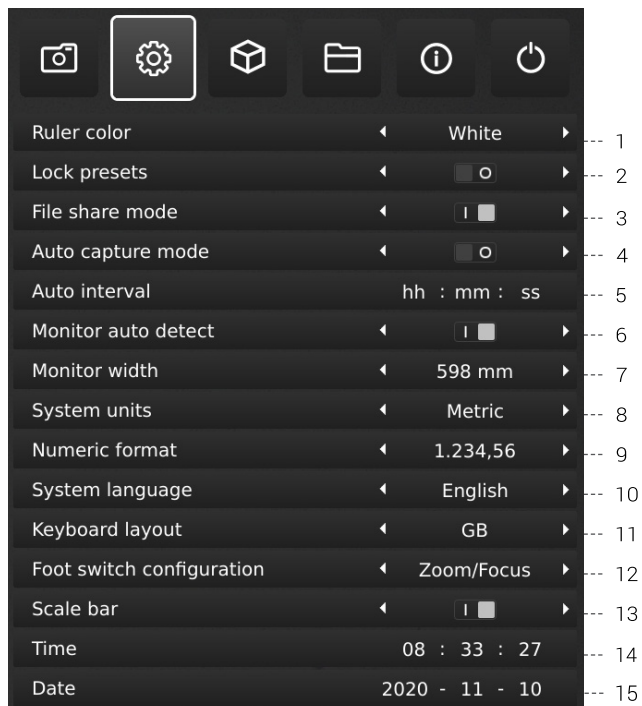 Ruler color White 1
Lock presets O 2
File share mode I 3
Auto capture mode O 4
Auto interval hh : mm : ss 5
Monitor auto detect I 6
Monitor width 598 mm 7
System units Metric 8
Numeric format 1.234,56 9
System language English 10
Keyboard layout GB 11
Foot switch configuration Zoom/Focus 12
Scale bar I 13
Time 08 : 33 : 27 14
Date 2020 - 11 - 10 15